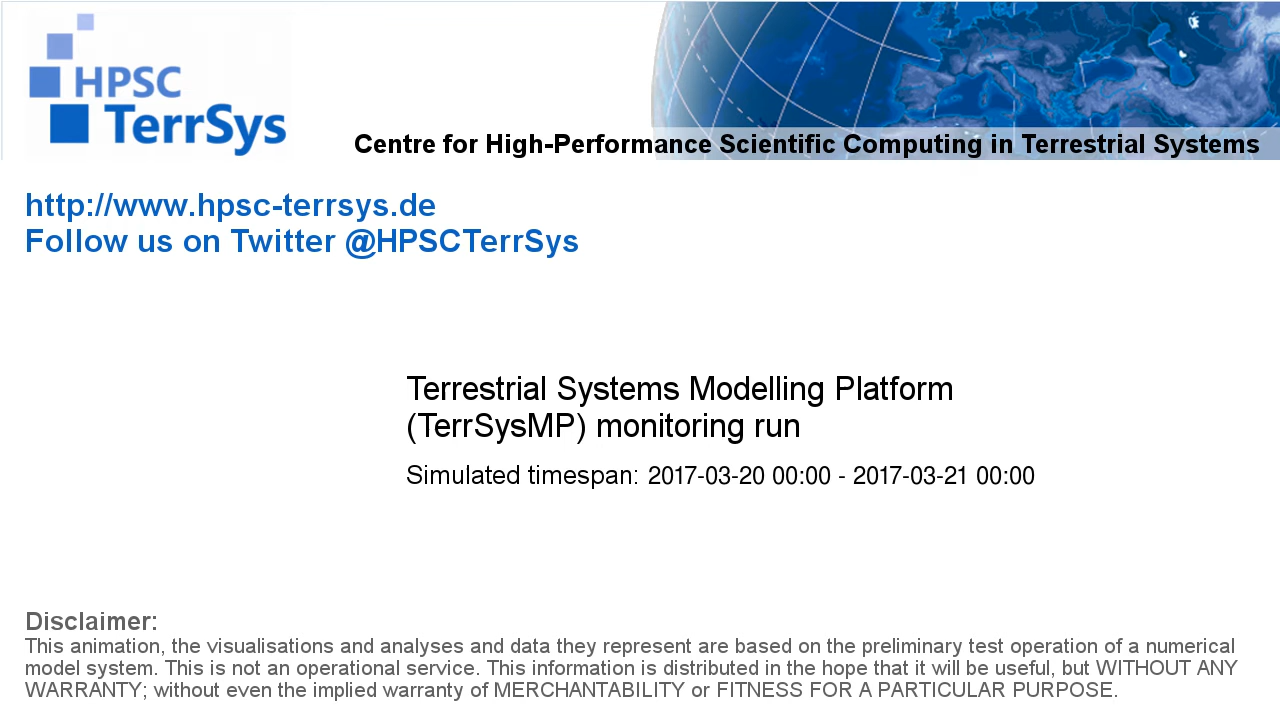 HPSC
TerrSys
Centre for High-Performance Scientific Computing in Terrestrial Systems
http://www.hpsc-terrsys.de
Follow us on Twitter @HPSCTerrSys
Terrestrial Systems Modelling Platform
(TerrSysMP) monitoring run
Simulated timespan: 2017-03-20 00:00 - 2017-03-21 00:00
Disclaimer:
This animation, the visualisations and analyses and data they represent are based on the preliminary test operation of a numerical
model system. This is not an operational service. This information is distributed in the hope that it will be useful, but WITHOUT ANY
WARRANTY; without even the implied warranty of MERCHANTABILITY or FITNESS FOR A PARTICULAR PURPOSE.